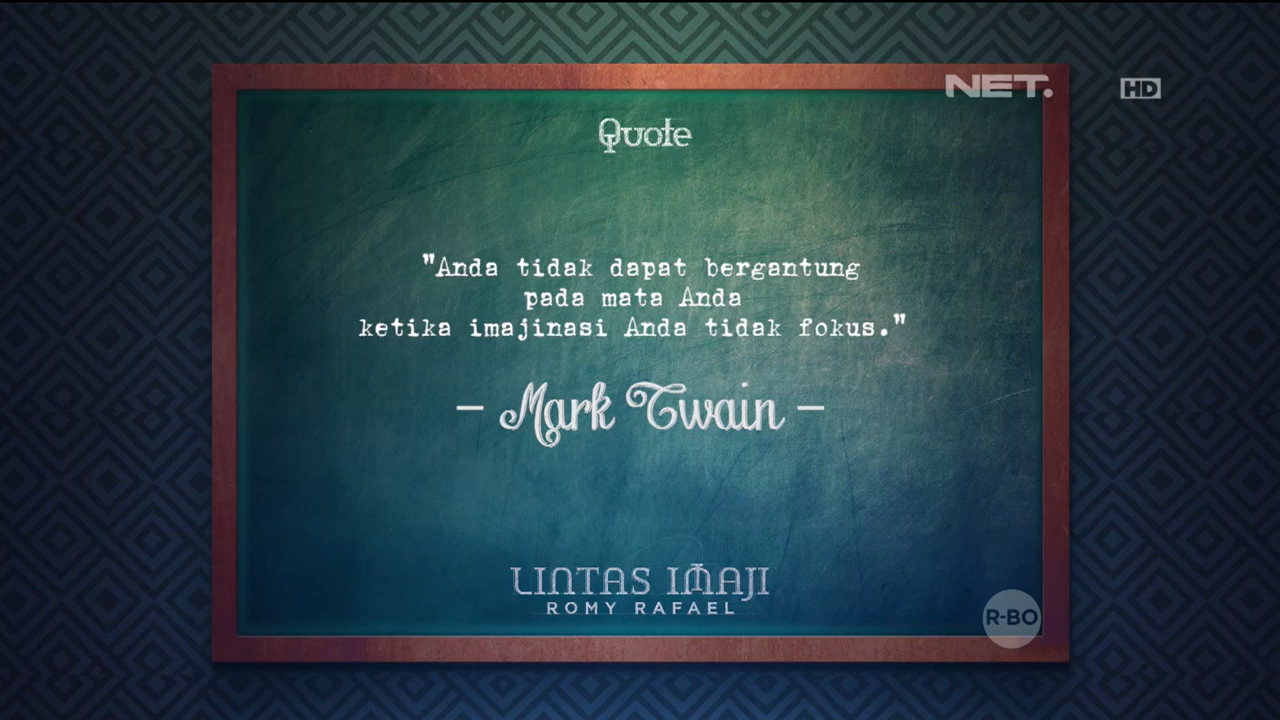 NET.
HD
Quote
"Anda tidak dapat bergantung
pada mata Anda
ketika imajinasi Anda tidak fokus."
– Mark Twain –
LINTAS IMAJI
ROMY RAFAEL
R-BO